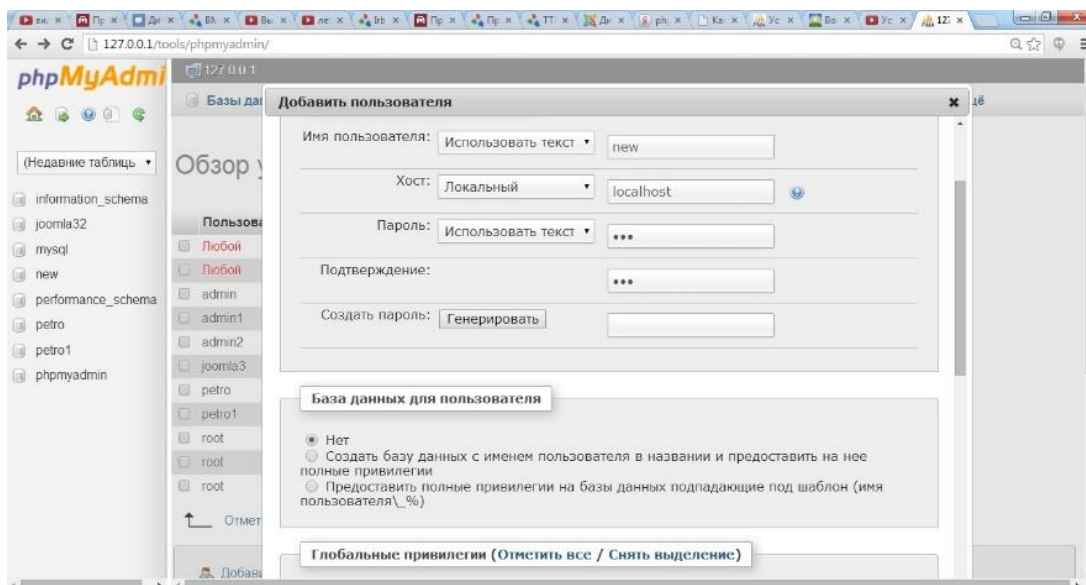 127.0.0.1/tools/phpmyadmin/
phpMyAdmi
127.0.0.1
Базы да
ё
(Недавние таблиць
information_schema
joomla32
mysql
new
performance_schema
petro
petro1
phpmyadmin
Обзор у
Пользова
Любой
Любой
admin
admin1
admin2
joomla3
petro
petro1
root
root
root
Отмет
Добави
Добавить пользователя
Имя пользователя: Использовать текст new
Хост: Локальный localhost
Пароль: Использовать текст •••
Подтверждение: •••
Создать пароль: Генерировать
База данных для пользователя
Нет
Создать базу данных с именем пользователя в названии и предоставить на нее
полные привилегии
Предоставить полные привилегии на базы данных подпадающие под шаблон (имя
пользователя\_%)
Глобальные привилегии (Отметить все / Снять выделение)